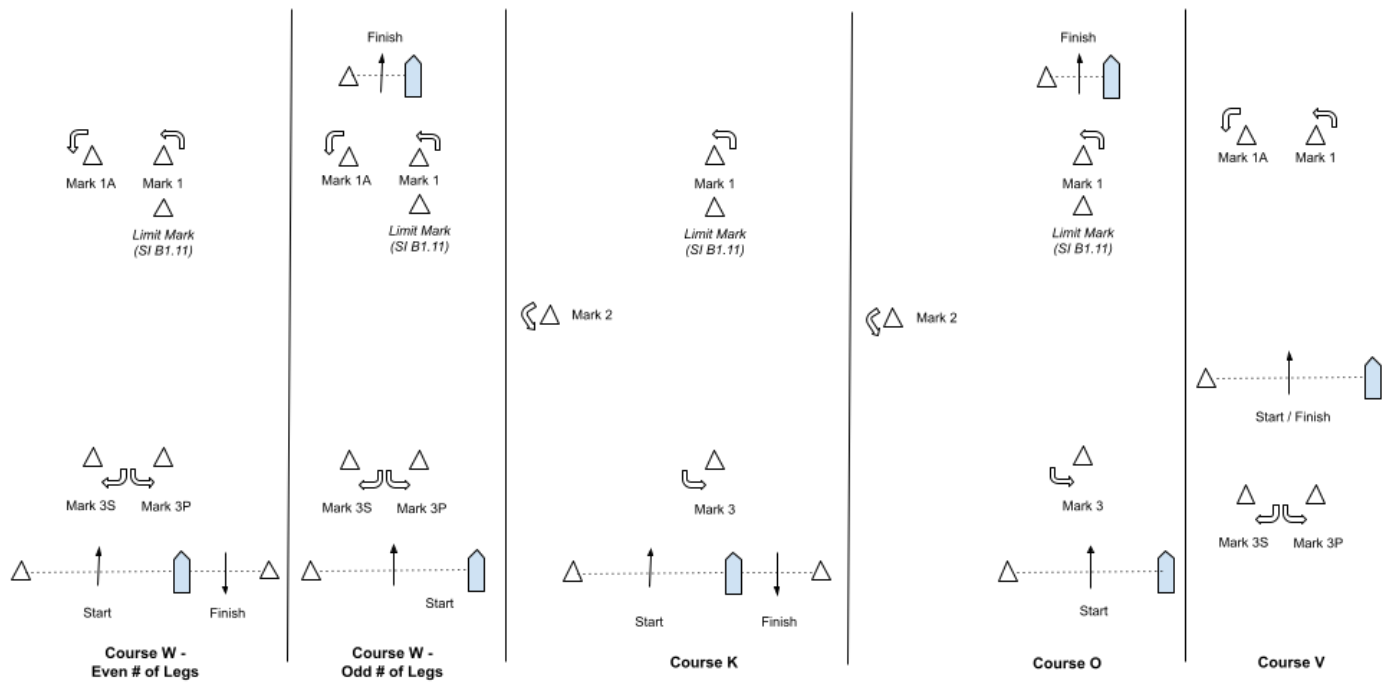 Mark 1A
Mark 1
Limit Mark
(SI B1.11)
Mark 3S
Mark 3P
Start
Finish
Course W -
Even # of Legs
Finish
Mark 1A
Mark 1
Limit Mark
(SI B1.11)
Mark 3S
Mark 3P
Start
Course W -
Odd # of Legs
Mark 1
Limit Mark
(SI B1.11)
Mark 2
Mark 3
Start
Finish
Course K
Finish
Mark 1
Limit Mark
(SI B1.11)
Mark 2
Mark 3
Start
Course O
Mark 1A
Mark 1
Start / Finish
Mark 3S
Mark 3P
Course V